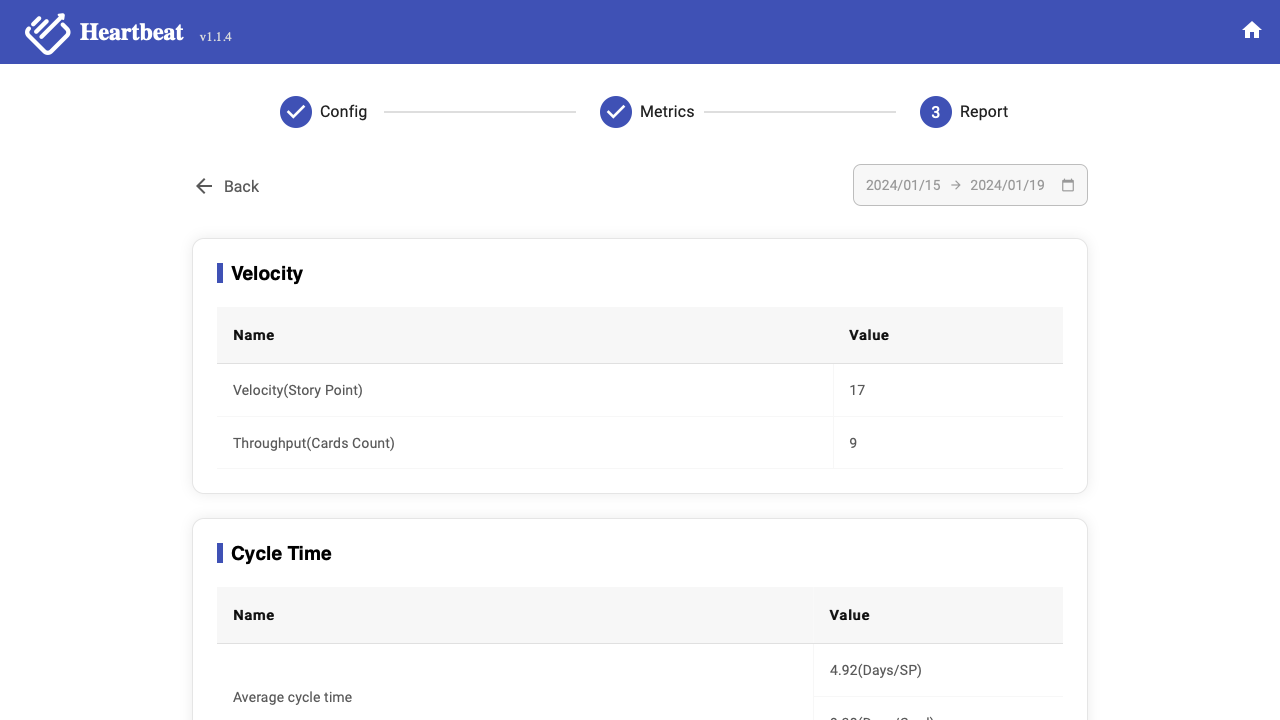 Heartbeat v1.1.4
Config Metrics 3 Report
Back 2024/01/15 → 2024/01/19
Velocity
Name Value
Velocity(Story Point) 17
Throughput(Cards Count) 9
Cycle Time
Name Value
4.92(Days/SP)
Average cycle time